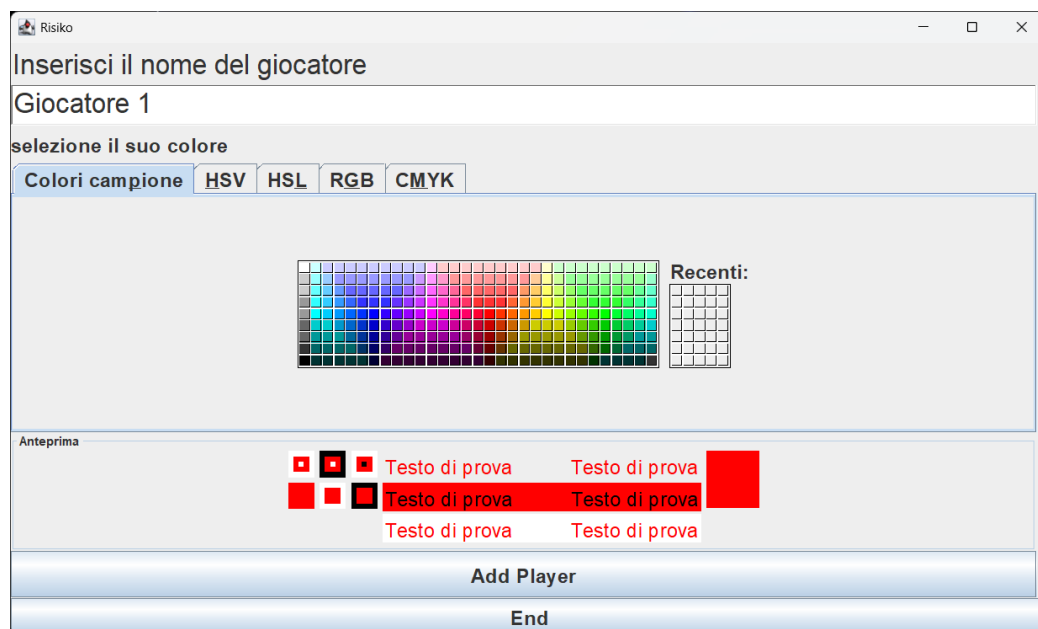 Risiko
Inserisci il nome del giocatore
Giocatore 1
selezione il suo colore
Colori campione HSV HSL RGB CMYK
Recenti:
Anteprima
Testo di prova Testo di prova
Testo di prova Testo di prova
Testo di prova Testo di prova
Add Player
End